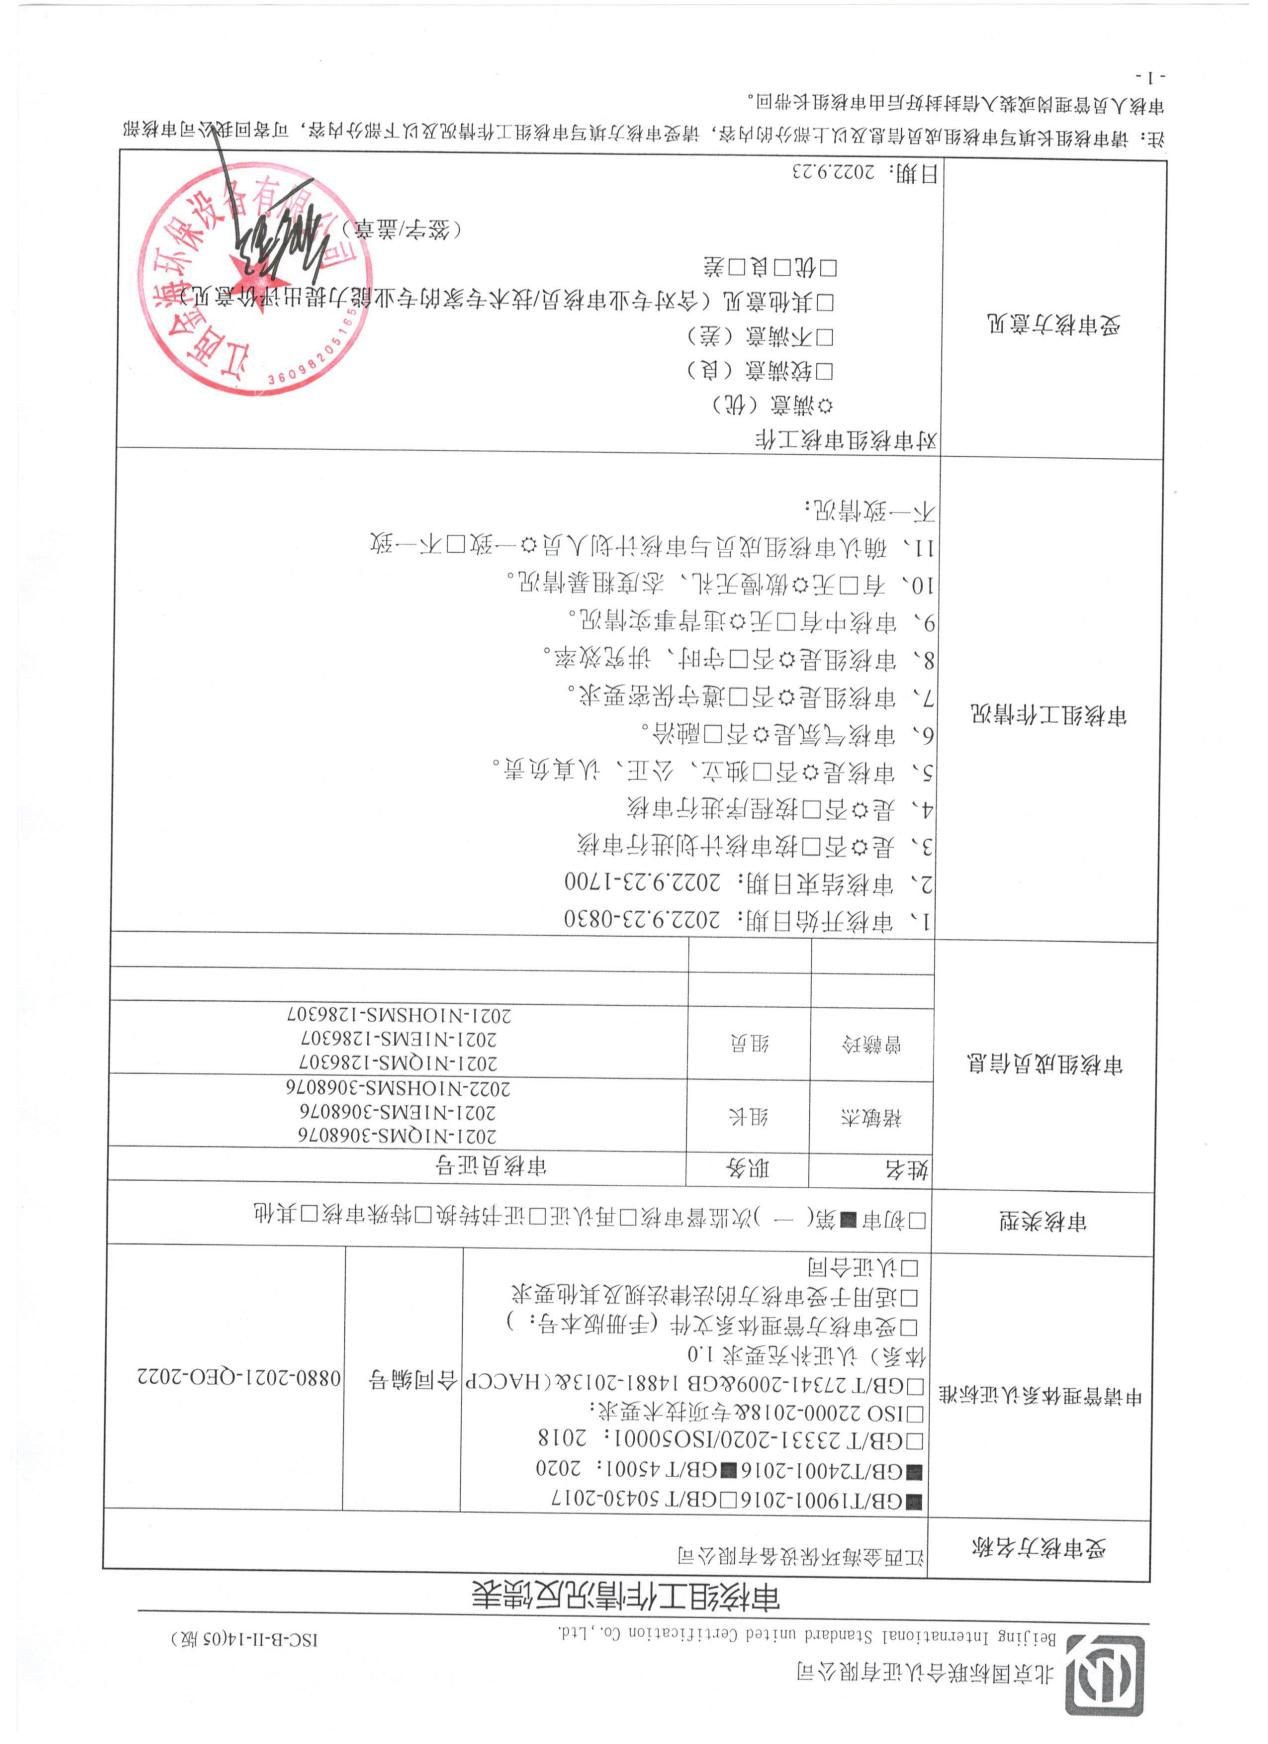 北京国标联合认证有限公司
Beijing International Standard united Certification Co.,Ltd.
ISC-B-II-14(05 版)
审核组工作情况反馈表
受审核方名称 江西金海环保设备有限公司
申请管理体系认证标准
■GB/T19001-2016□GB/T 50430-2017
■GB/T24001-2016■GB/T 45001：2020
□GB/T 23331-2020/ISO50001：2018
□ISO 22000-2018&专项技术要求：
□GB/T 27341-2009&GB 14881-2013&(HACCP
体系）认证补充要求 1.0
□受审核方管理体系文件（手册版本号：）
□适用于受审核方的法律法规及其他要求
□认证合同
合同编号 0880-2021-QEO-2022
审核类型 □初审■第( 一 )次监督审核□再认证□证书转换□特殊审核□其他
审核组成员信息
姓名 职务 审核员证号
褚敏杰 组长
2021-N1QMS-3068076
2021-N1EMS-3068076
2022-N1OHSMS-3068076
曾赣玲 组员
2021-N1QMS-1286307
2021-N1EMS-1286307
2021-N1OHSMS-1286307
审核组工作情况
1、 审核开始日期：2022.9.23-0830
2、 审核结束日期：2022.9.23-1700
3、 是✡否□按审核计划进行审核
4、 是✡否□按程序进行审核
5、 审核是✡否□独立、公正、认真负责。
6、 审核气氛是✡否□融洽。
7、 审核组是✡否□遵守保密要求。
8、 审核组是✡否□守时、讲究效率。
9、 审核中有□无✡违背事实情况。
10、 有□无✡傲慢无礼、态度粗暴情况。
11、 确认审核组成员与审核计划人员✡一致□不一致
不一致情况：
受审核方意见
对审核组审核工作
✡满意（优）
□较满意（良）
□不满意（差）
□其他意见（含对专业审核员/技术专家的专业能力提出评价意见）
□优□良□差
（签字/盖章）
日期：2022.9.23
江西金海环保设备有限公司
36098205165
注：请审核组长填写审核组成员信息及以上部分的内容，请受审核方填写审核组工作情况及以下部分内容，可寄回我公司审核部
审核人员管理岗或装入信封封好后由审核组长带回。
- 1 -